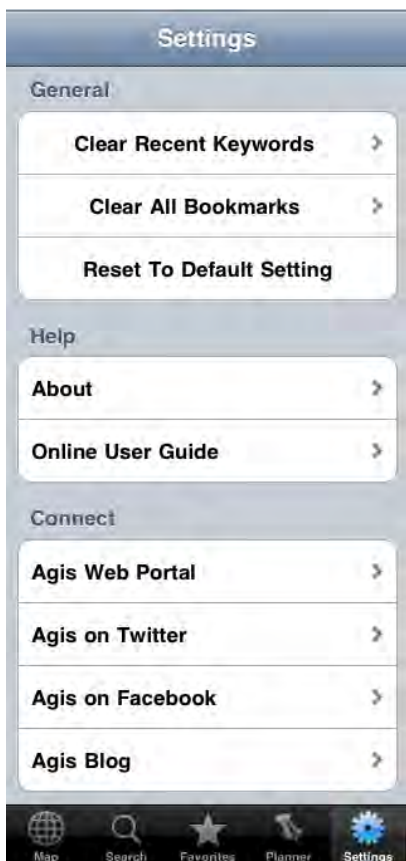 Settings
General
Clear Recent Keywords
Clear All Bookmarks
Reset To Default Setting
Help
About
Online User Guide
Connect
Agis Web Portal
Agis on Twitter
Agis on Facebook
Agis Blog
Map Search Favorites Planner Settings